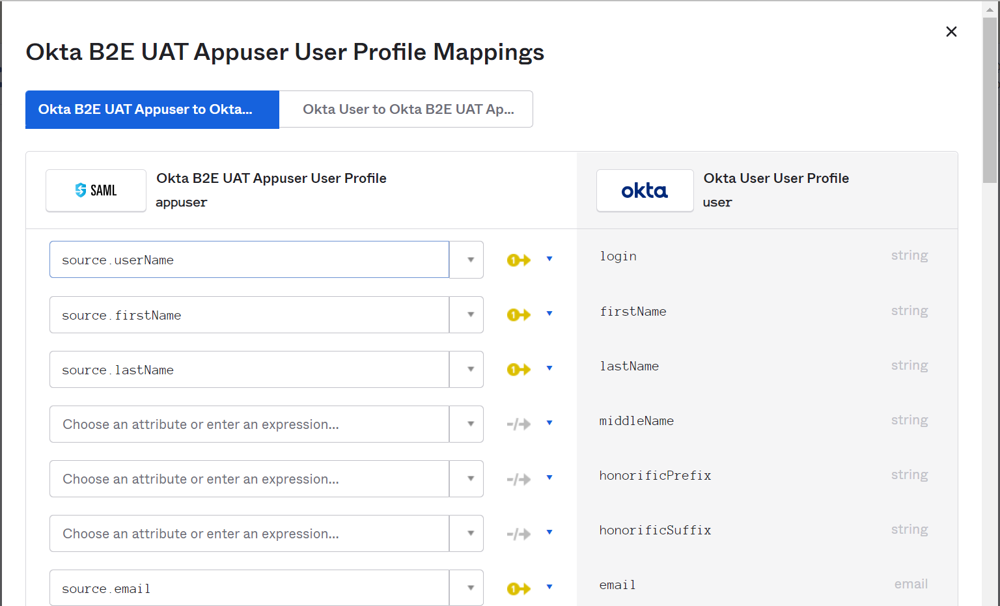 Okta B2E UAT Appuser User Profile Mappings
Okta B2E UAT Appuser to Okta...
Okta User to Okta B2E UAT Ap...
SAML
Okta B2E UAT Appuser User Profile
appuser
okta
Okta User User Profile
user
source.userName
1
login
string
source.firstName
1
firstName
string
source.lastName
1
lastName
string
Choose an attribute or enter an expression...
middleName
string
Choose an attribute or enter an expression...
honorificPrefix
string
Choose an attribute or enter an expression...
honorificSuffix
string
source.email
1
email
email